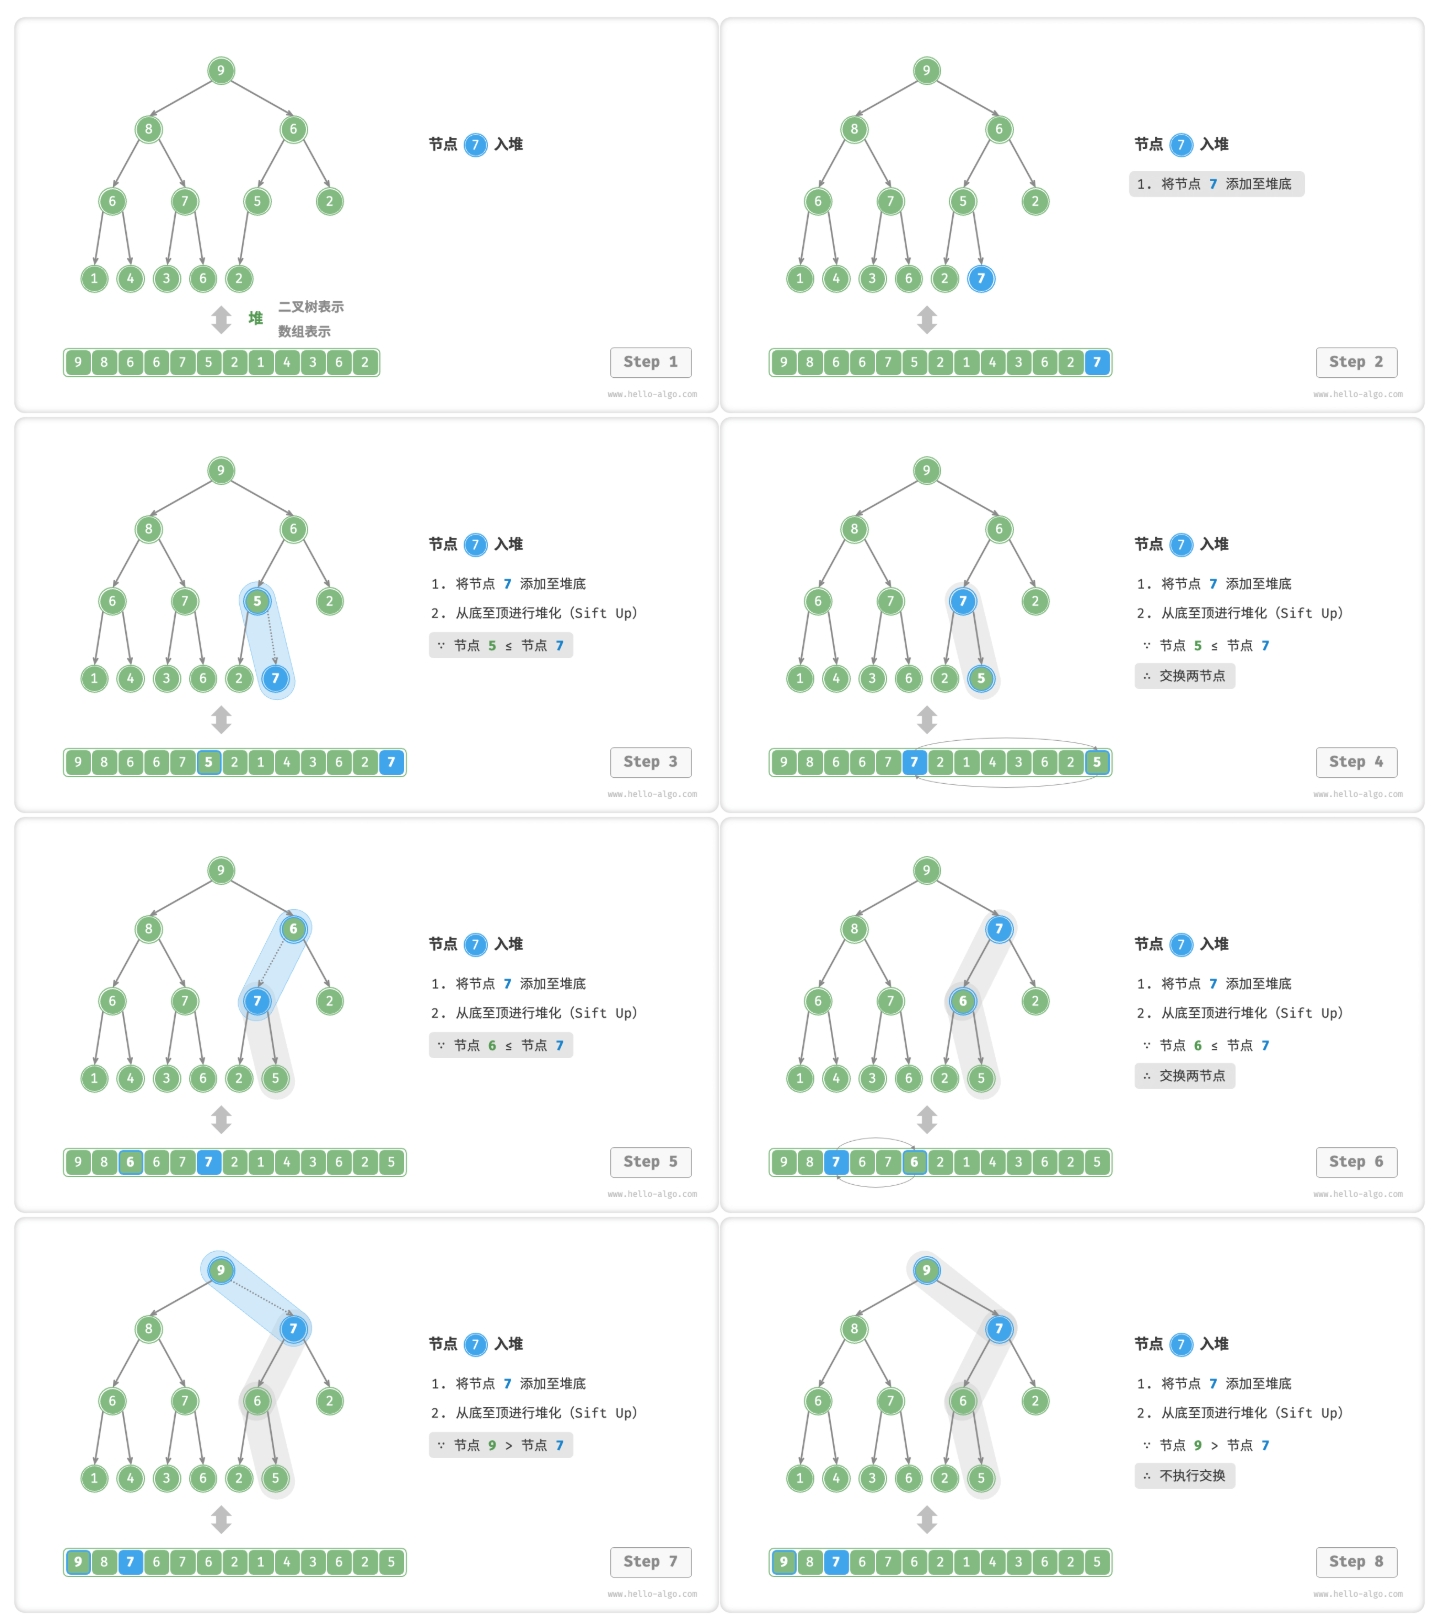 9
8 6
节点 7 入堆
6 7 5 2
1 4 3 6 2
堆 二叉树表示
数组表示
9 8 6 6 7 5 2 1 4 3 6 2
Step 1
www.hello-algo.com
9
8 6
节点 7 入堆
1. 将节点 7 添加至堆底
6 7 5 2
1 4 3 6 2 7
9 8 6 6 7 5 2 1 4 3 6 2 7
Step 2
www.hello-algo.com
9
8 6
节点 7 入堆
1. 将节点 7 添加至堆底
6 7 5 2
2. 从底至顶进行堆化（Sift Up）
∵ 节点 5 ≤ 节点 7
1 4 3 6 2 7
9 8 6 6 7 5 2 1 4 3 6 2 7
Step 3
www.hello-algo.com
9
8 6
节点 7 入堆
1. 将节点 7 添加至堆底
6 7 7 2
2. 从底至顶进行堆化（Sift Up）
∵ 节点 5 ≤ 节点 7
∴ 交换两节点
1 4 3 6 2 5
9 8 6 6 7 7 2 1 4 3 6 2 5
Step 4
www.hello-algo.com
9
8 6
节点 7 入堆
1. 将节点 7 添加至堆底
6 7 7 2
2. 从底至顶进行堆化（Sift Up）
∵ 节点 6 ≤ 节点 7
1 4 3 6 2 5
9 8 6 6 7 7 2 1 4 3 6 2 5
Step 5
www.hello-algo.com
9
8 7
节点 7 入堆
1. 将节点 7 添加至堆底
6 7 6 2
2. 从底至顶进行堆化（Sift Up）
∵ 节点 6 ≤ 节点 7
∴ 交换两节点
1 4 3 6 2 5
9 8 7 6 7 6 2 1 4 3 6 2 5
Step 6
www.hello-algo.com
9
8 7
节点 7 入堆
1. 将节点 7 添加至堆底
6 7 6 2
2. 从底至顶进行堆化（Sift Up）
∵ 节点 9 > 节点 7
1 4 3 6 2 5
9 8 7 6 7 6 2 1 4 3 6 2 5
Step 7
www.hello-algo.com
9
8 7
节点 7 入堆
1. 将节点 7 添加至堆底
6 7 6 2
2. 从底至顶进行堆化（Sift Up）
∵ 节点 9 > 节点 7
∴ 不执行交换
1 4 3 6 2 5
9 8 7 6 7 6 2 1 4 3 6 2 5
Step 8
www.hello-algo.com